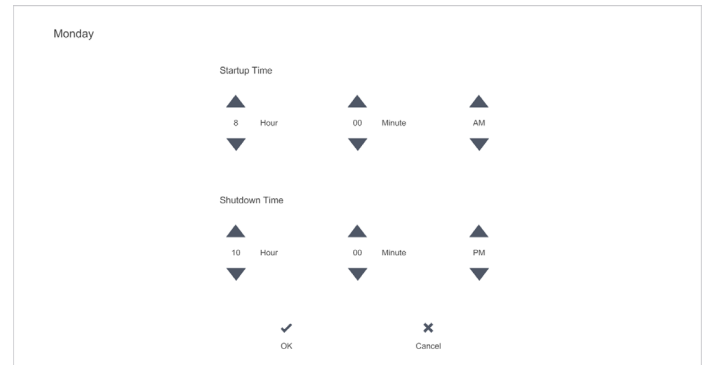 Monday
Startup Time
8 Hour 00 Minute AM
Shutdown Time
10 Hour 00 Minute PM
OK Cancel